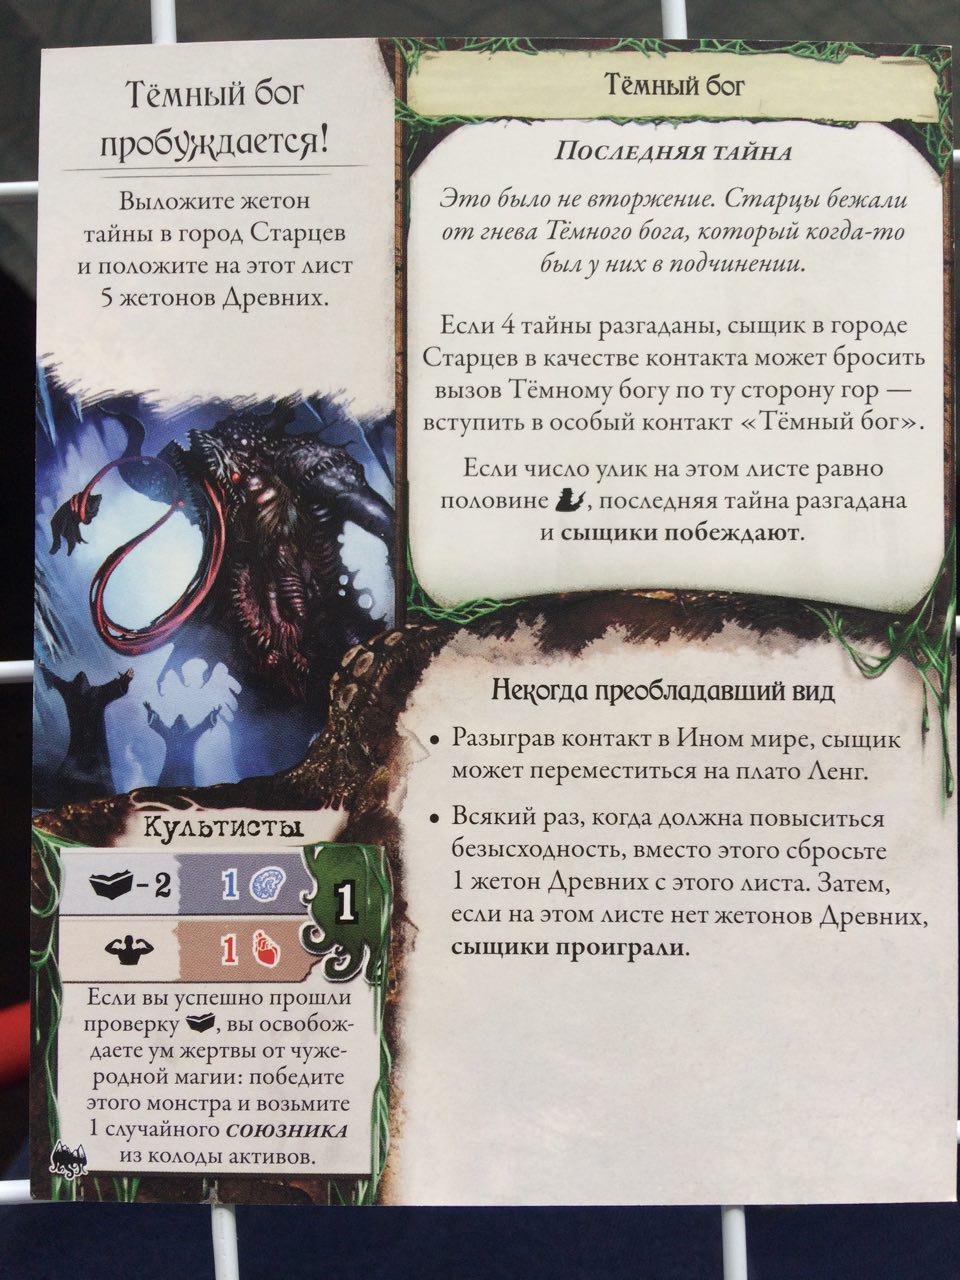 Тёмный бог
пробуждается!
Выложите жетон
тайны в город Старцев
и положите на этот лист
5 жетонов Древних.
Тёмный бог
Последняя тайна
Это было не вторжение. Старцы бежали
от гнева Тёмного бога, который когда-то
был у них в подчинении.
Если 4 тайны разгаданы, сыщик в городе
Старцев в качестве контакта может бросить
вызов Тёмному богу по ту сторону гор —
вступить в особый контакт «Тёмный бог».
Если число улик на этом листе равно
половине , последняя тайна разгадана
и сыщики побеждают.
Некогда преобладавший вид
• Разыграв контакт в Ином мире, сыщик
может переместиться на плато Ленг.
• Всякий раз, когда должна повыситься
безысходность, вместо этого сбросьте
1 жетон Древних с этого листа. Затем,
если на этом листе нет жетонов Древних,
сыщики проиграли.
Культисты
-2 1
1
1
Если вы успешно прошли
проверку , вы освобож-
даете ум жертвы от чуже-
родной магии: победите
этого монстра и возьмите
1 случайного СОЮЗНИКА
из колоды активов.